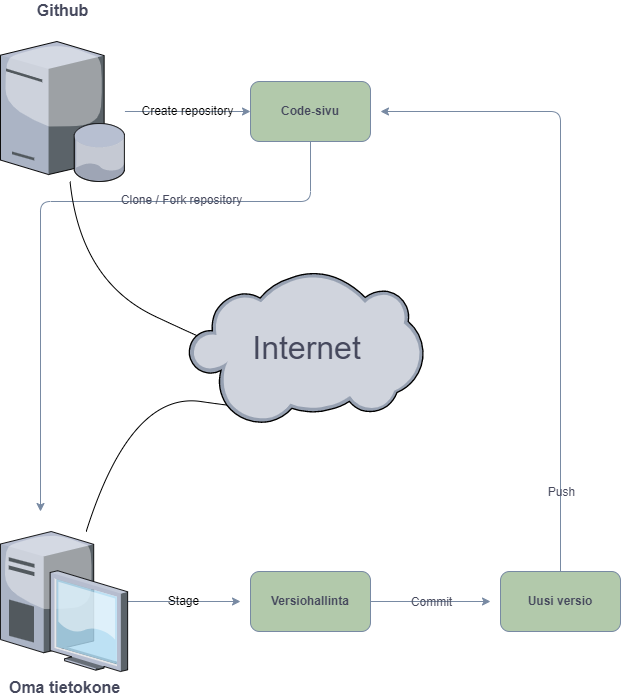 Github
Create repository
Code-sivu
Clone / Fork repository
Internet
Push
Stage
Versiohallinta
Commit
Uusi versio
Oma tietokone